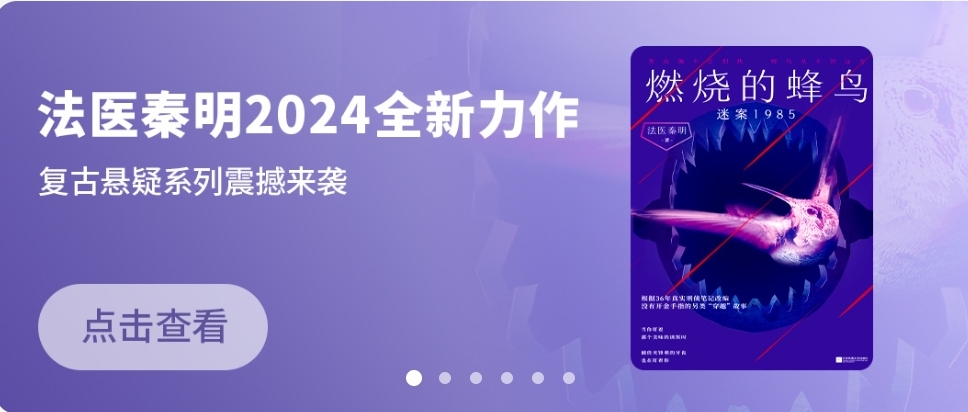 法医秦明2024全新力作
复古悬疑系列震撼来袭
点击查看
燃烧的蜂鸟
迷案1985
法医秦明
著
根据36年真实刑侦笔记改编
没有开金手指的另类“穿越”故事